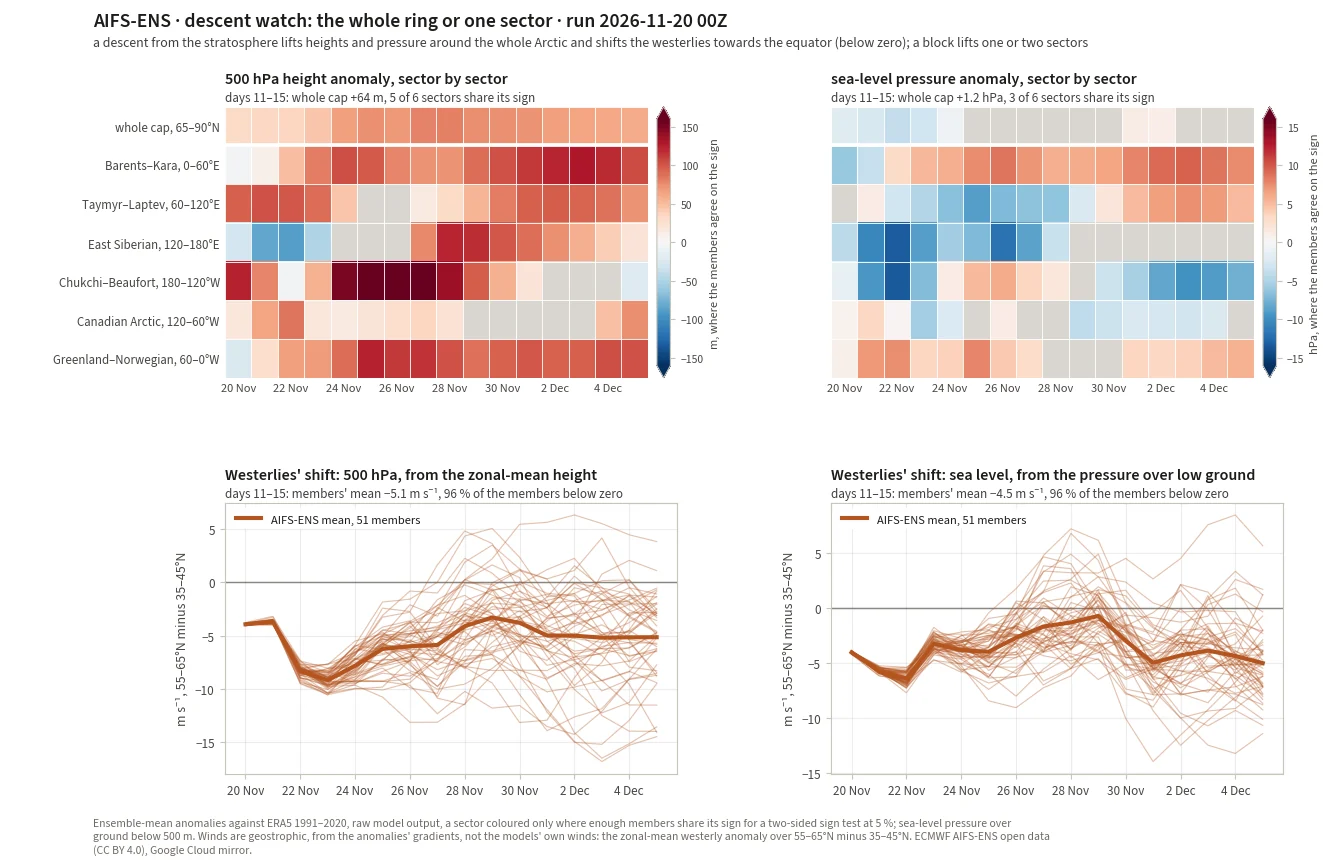 AIFS-ENS · descent watch: the whole ring or one sector · run 2026-11-20 00Z
a descent from the stratosphere lifts heights and pressure around the whole Arctic and shifts the westerlies towards the equator (below zero); a block lifts one or two sectors
500 hPa height anomaly, sector by sector
days 11–15: whole cap +64 m, 5 of 6 sectors share its sign
whole cap, 65–90°N
Barents–Kara, 0–60°E
Taymyr–Laptev, 60–120°E
East Siberian, 120–180°E
Chukchi–Beaufort, 180–120°W
Canadian Arctic, 120–60°W
Greenland–Norwegian, 60–0°W
20 Nov 22 Nov 24 Nov 26 Nov 28 Nov 30 Nov 2 Dec 4 Dec
150
100
50
0
−50
−100
−150
m, where the members agree on the sign
sea-level pressure anomaly, sector by sector
days 11–15: whole cap +1.2 hPa, 3 of 6 sectors share its sign
20 Nov 22 Nov 24 Nov 26 Nov 28 Nov 30 Nov 2 Dec 4 Dec
15
10
5
0
−5
−10
−15
hPa, where the members agree on the sign
Westerlies' shift: 500 hPa, from the zonal-mean height
days 11–15: members' mean −5.1 m s⁻¹, 96 % of the members below zero
AIFS-ENS mean, 51 members
m s⁻¹, 55–65°N minus 35–45°N
5
0
−5
−10
−15
20 Nov 22 Nov 24 Nov 26 Nov 28 Nov 30 Nov 2 Dec 4 Dec
Westerlies' shift: sea level, from the pressure over low ground
days 11–15: members' mean −4.5 m s⁻¹, 96 % of the members below zero
AIFS-ENS mean, 51 members
m s⁻¹, 55–65°N minus 35–45°N
5
0
−5
−10
−15
20 Nov 22 Nov 24 Nov 26 Nov 28 Nov 30 Nov 2 Dec 4 Dec
Ensemble-mean anomalies against ERA5 1991–2020, raw model output, a sector coloured only where enough members share its sign for a two-sided sign test at 5 %; sea-level pressure over
ground below 500 m. Winds are geostrophic, from the anomalies' gradients, not the models' own winds: the zonal-mean westerly anomaly over 55–65°N minus 35–45°N. ECMWF AIFS-ENS open data
(CC BY 4.0), Google Cloud mirror.